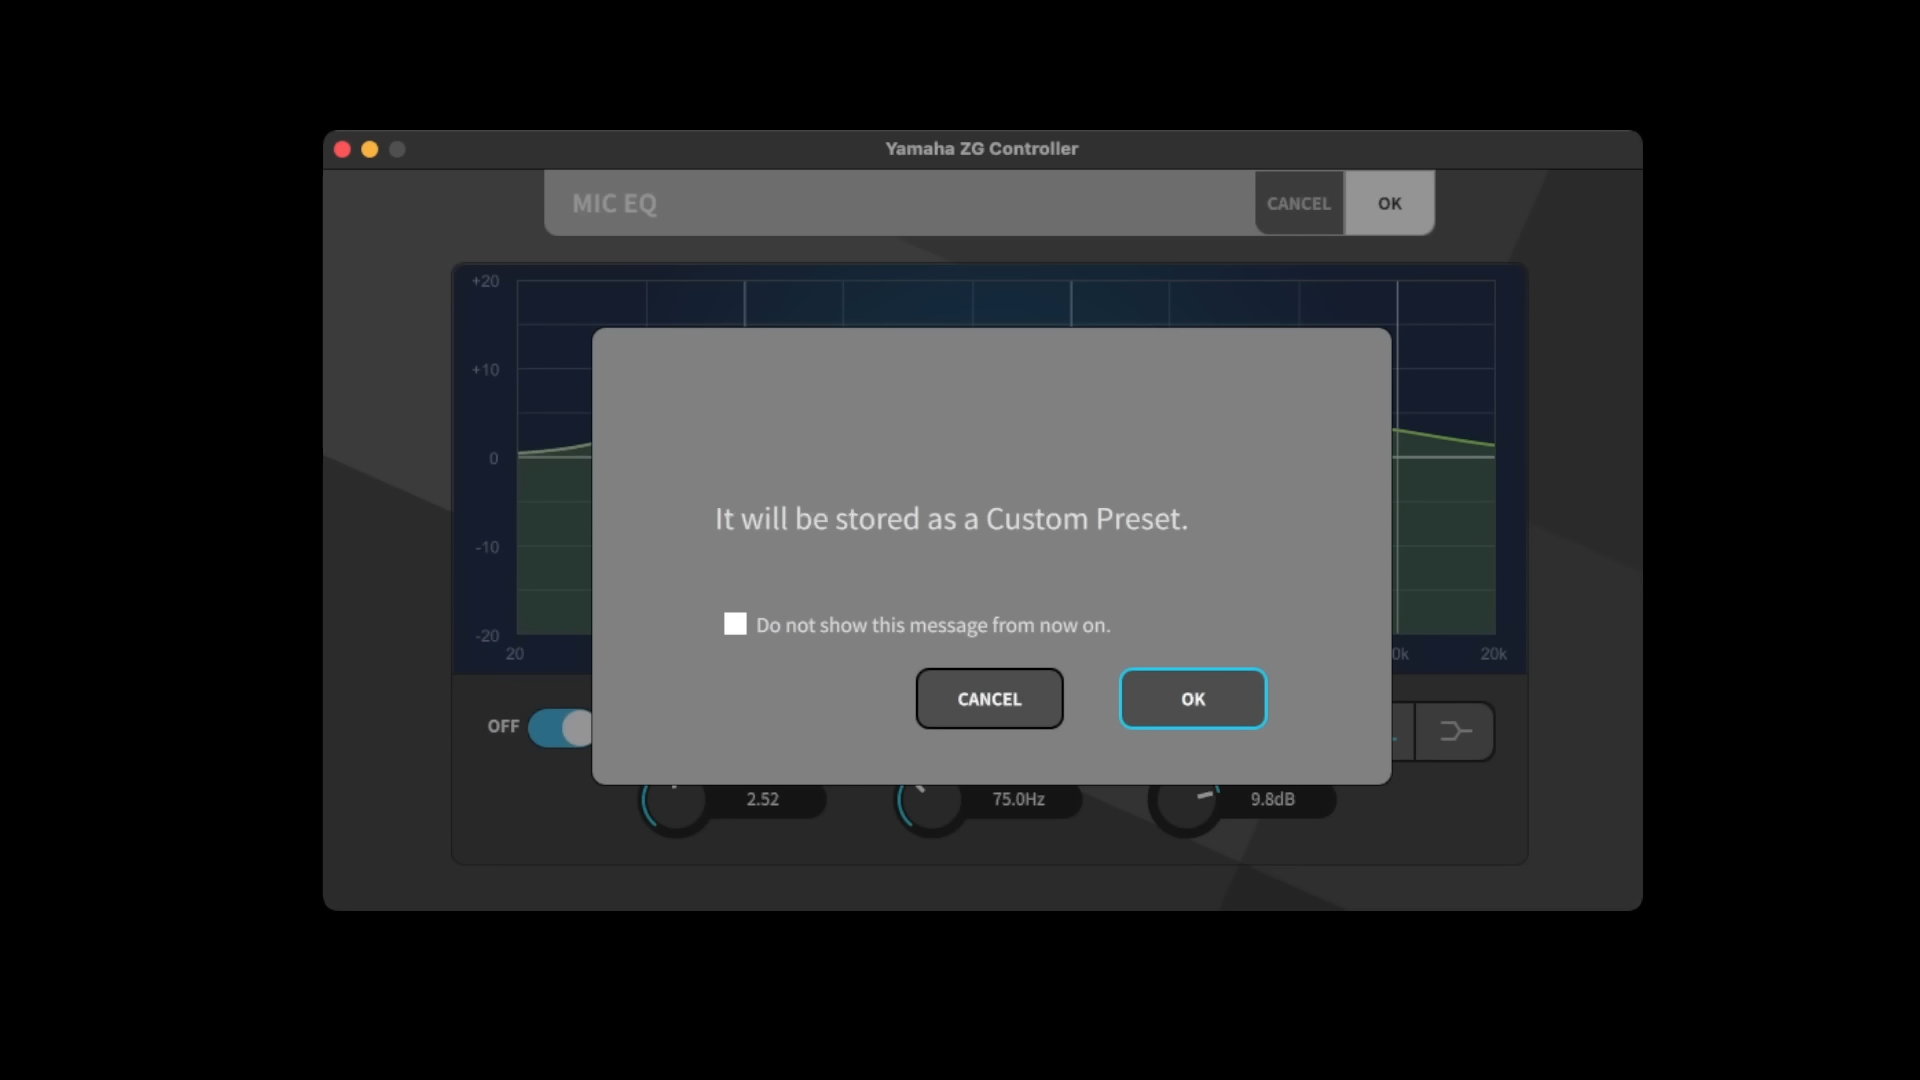 Yamaha ZG Controller
MIC EQ
CANCEL
OK
+20
+10
0
-10
-20
20
0k
20k
It will be stored as a Custom Preset.
Do not show this message from now on.
CANCEL
OK
OFF
2.52
75.0Hz
9.8dB